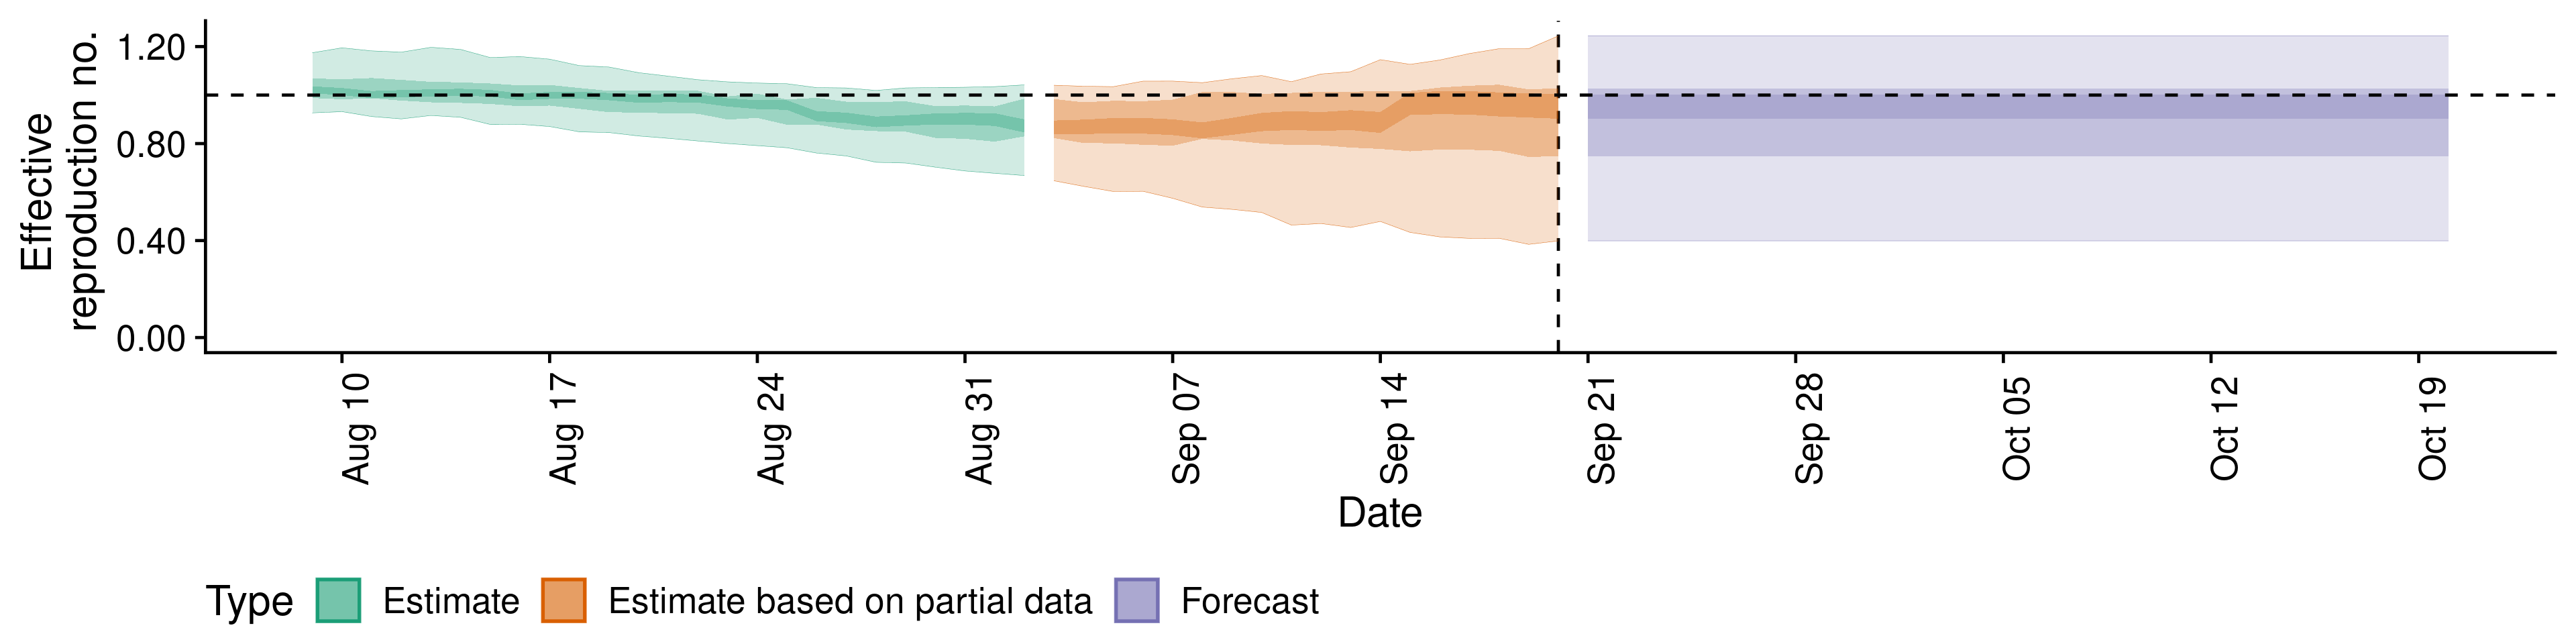 Effective
reproduction no.
1.20
0.80
0.40
0.00
Aug 10
Aug 17
Aug 24
Aug 31
Sep 07
Sep 14
Sep 21
Sep 28
Oct 05
Oct 12
Oct 19
Date
Type Estimate Estimate based on partial data Forecast